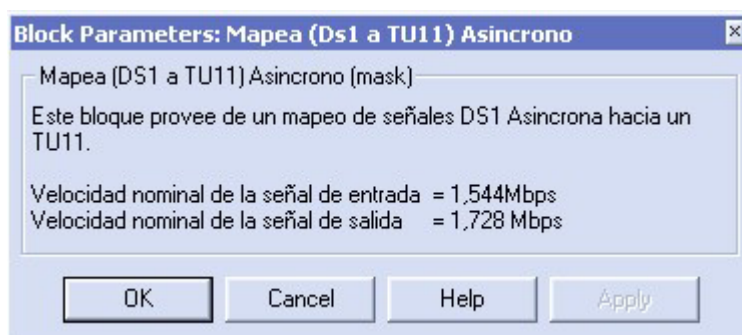 Block Parameters: Mapea (Ds1 a TU11) Asincrono
Mapea (DS1 a TU11) Asincrono (mask)
Este bloque provee de un mapeo de señales DS1 Asincrona hacia un
TU11.
Velocidad nominal de la señal de entrada = 1,544Mbps
Velocidad nominal de la señal de salida = 1,728 Mbps
OK Cancel Help Apply